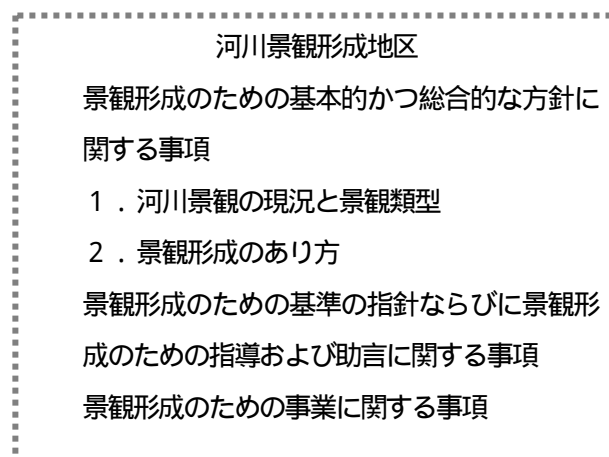 河川景観形成地区
景観形成のための基本的かつ総合的な方針に
関する事項
１．河川景観の現況と景観類型
２．景観形成のあり方
景観形成のための基準の指針ならびに景観形
成のための指導および助言に関する事項
景観形成のための事業に関する事項